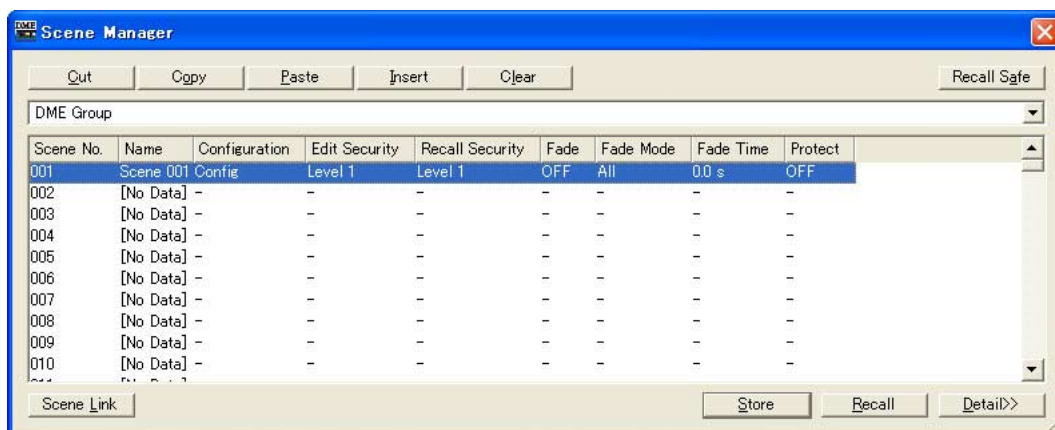 DME Scene Manager
Cut Copy Paste Insert Clear Recall Safe
DME Group
Scene No. Name Configuration Edit Security Recall Security Fade Fade Mode Fade Time Protect
001 Scene 001 Config Level 1 Level 1 OFF All 0.0 s OFF
002 [No Data] - - - - - - -
003 [No Data] - - - - - - -
004 [No Data] - - - - - - -
005 [No Data] - - - - - - -
006 [No Data] - - - - - - -
007 [No Data] - - - - - - -
008 [No Data] - - - - - - -
009 [No Data] - - - - - - -
010 [No Data] - - - - - - -
Scene Link Store Recall Detail>>